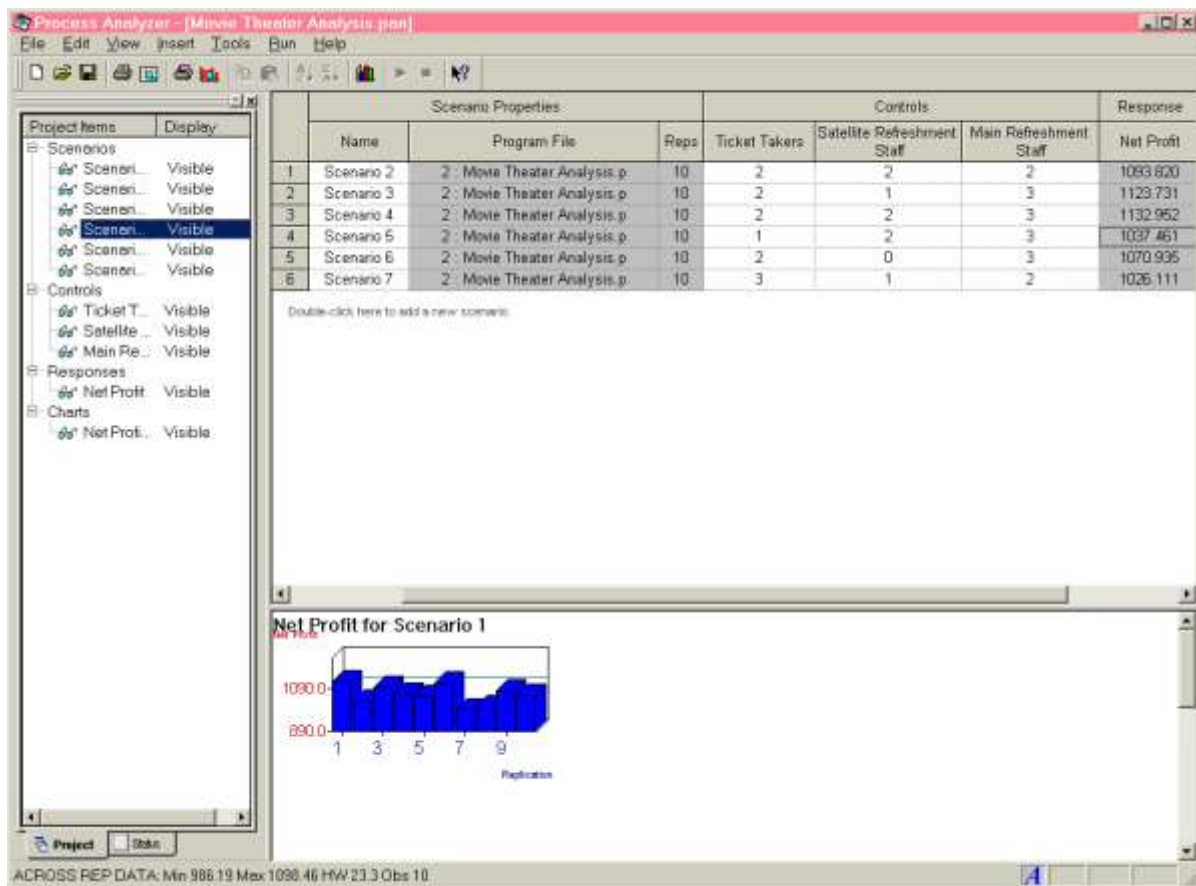 Process Analyzer - [Movie Theater Analysis.pan]
File Edit View Insert Tools Run Help
Project Items Display
Scenarios
Scenari... Visible
Scenari... Visible
Scenari... Visible
Scenari... Visible
Scenari... Visible
Scenari... Visible
Controls
Ticket T... Visible
Satellite ... Visible
Main Re... Visible
Responses
Net Profit Visible
Charts
Net Profi... Visible
Project Status
Scenario Properties Controls Response
Name Program File Reps Ticket Takers Satellite Refreshment Staff Main Refreshment Staff Net Profit
1 Scenario 2 2 : Movie Theater Analysis.p 10 2 2 2 1093.820
2 Scenario 3 2 : Movie Theater Analysis.p 10 2 1 3 1123.731
3 Scenario 4 2 : Movie Theater Analysis.p 10 2 2 3 1132.952
4 Scenario 5 2 : Movie Theater Analysis.p 10 1 2 3 1037.461
5 Scenario 6 2 : Movie Theater Analysis.p 10 2 0 3 1070.935
6 Scenario 7 2 : Movie Theater Analysis.p 10 3 1 2 1026.111
Double-click here to add a new scenario.
Net Profit for Scenario 1
Net Profit
1090.0
890.0
1 3 5 7 9
Replication
ACROSS REP DATA: Min 986.19 Max 1098.46 HW 23.3 Obs 10
A